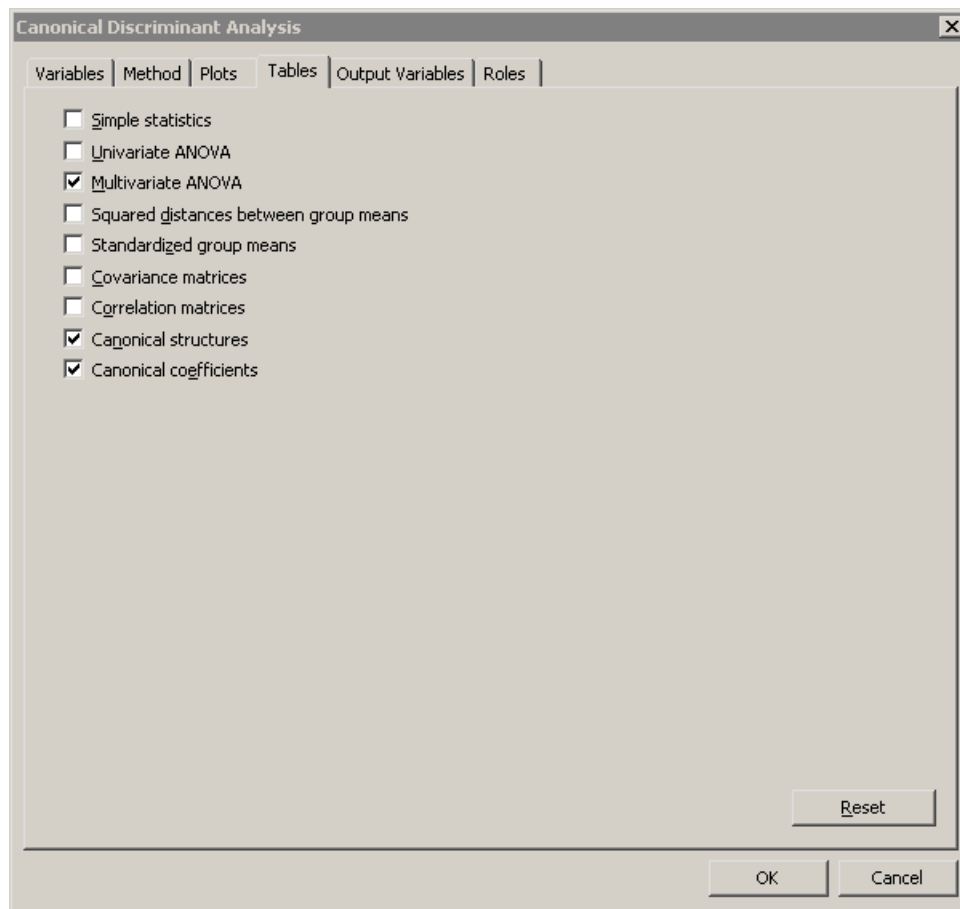 Canonical Discriminant Analysis
Variables Method Plots Tables Output Variables Roles
Simple statistics
Univariate ANOVA
Multivariate ANOVA
Squared distances between group means
Standardized group means
Covariance matrices
Correlation matrices
Canonical structures
Canonical coefficients
Reset
OK Cancel